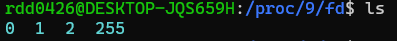 rdd0426@DESKTOP-JQS659H:/proc/9/fd$ ls
0  1  2  255